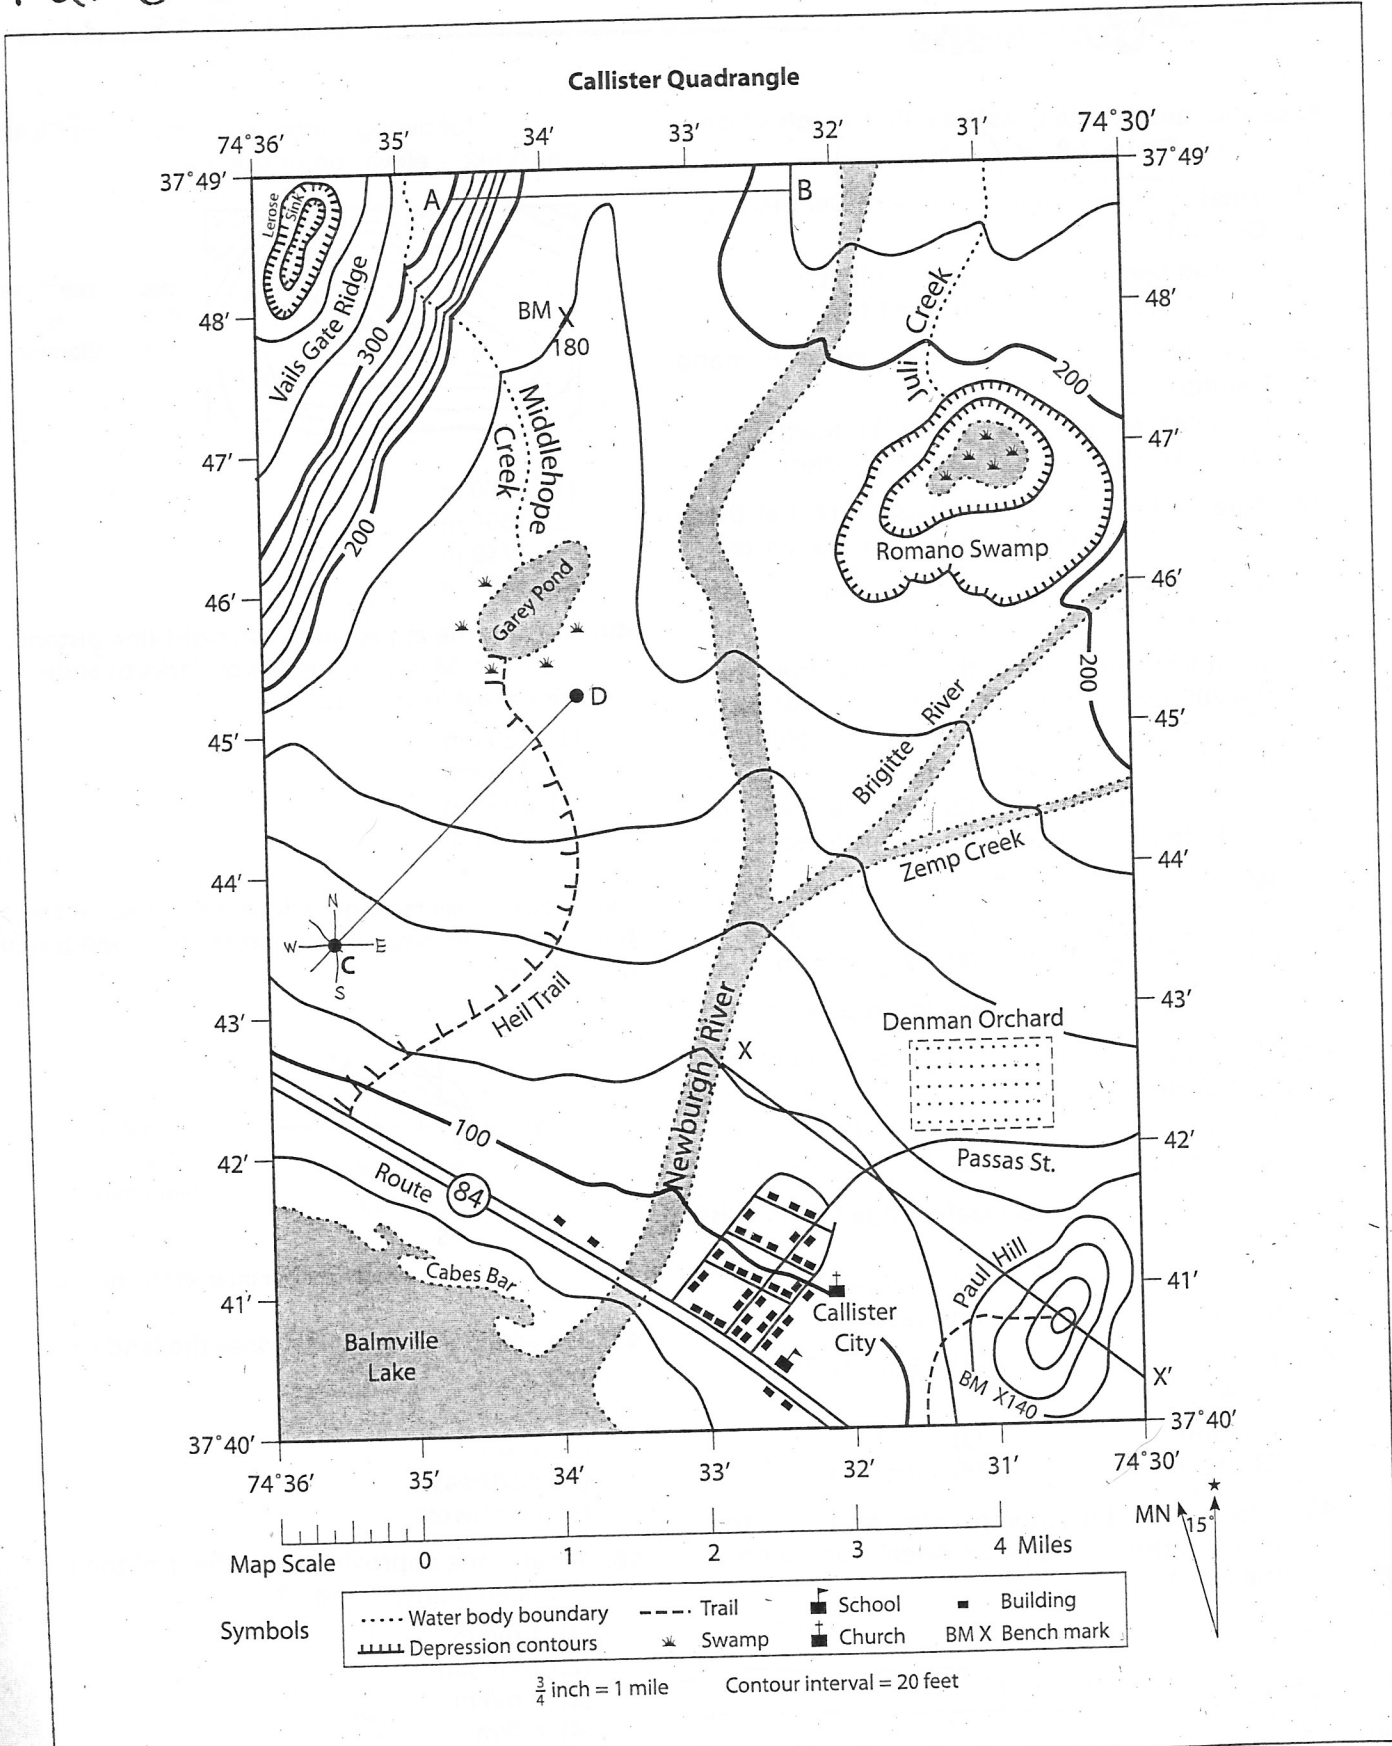 Callister Quadrangle
74°36′ 35′ 34′ 33′ 32′ 31′ 74°30′
37°49′ 37°49′
A B
Lerose
Sink
Vails Gate Ridge
300
BM X
180
Juli Creek
48′ 48′
200
Middlehope
Creek
47′ 47′
200
Romano Swamp
46′ 46′
Garey Pond
200
D
Brigitte River
45′ 45′
Zemp Creek
44′ 44′
N
W E
C
S
Heil Trail
43′ 43′
Denman Orchard
Newburgh River
X
100
42′ 42′
Passas St.
Route 84
Paul Hill
Cabes Bar
41′ 41′
Callister
City
Balmville
Lake
BM X140
X′
37°40′ 37°40′
74°36′ 35′ 34′ 33′ 32′ 31′ 74°30′
MN 15°
Map Scale 0 1 2 3 4 Miles
Symbols
Water body boundary Trail School Building
Depression contours Swamp Church BM X Bench mark
3/4 inch = 1 mile Contour interval = 20 feet